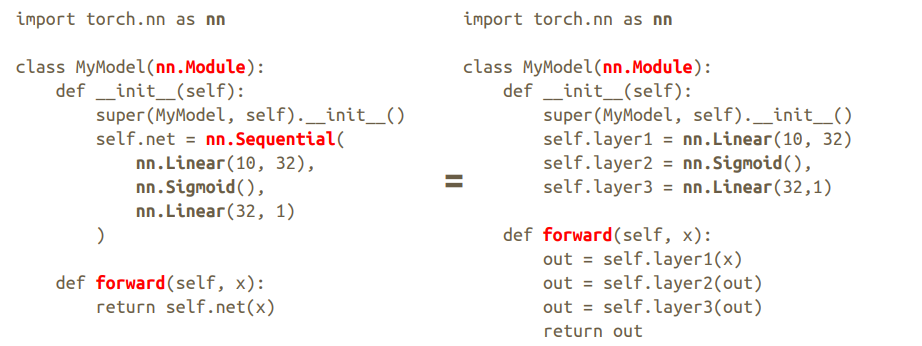 import torch.nn as nn
class MyModel(nn.Module):
    def __init__(self):
        super(MyModel, self).__init__()
        self.net = nn.Sequential(
            nn.Linear(10, 32),
            nn.Sigmoid(),
            nn.Linear(32, 1)
        )
    def forward(self, x):
        return self.net(x)
=
import torch.nn as nn
class MyModel(nn.Module):
    def __init__(self):
        super(MyModel, self).__init__()
        self.layer1 = nn.Linear(10, 32)
        self.layer2 = nn.Sigmoid(),
        self.layer3 = nn.Linear(32,1)
    def forward(self, x):
        out = self.layer1(x)
        out = self.layer2(out)
        out = self.layer3(out)
        return out